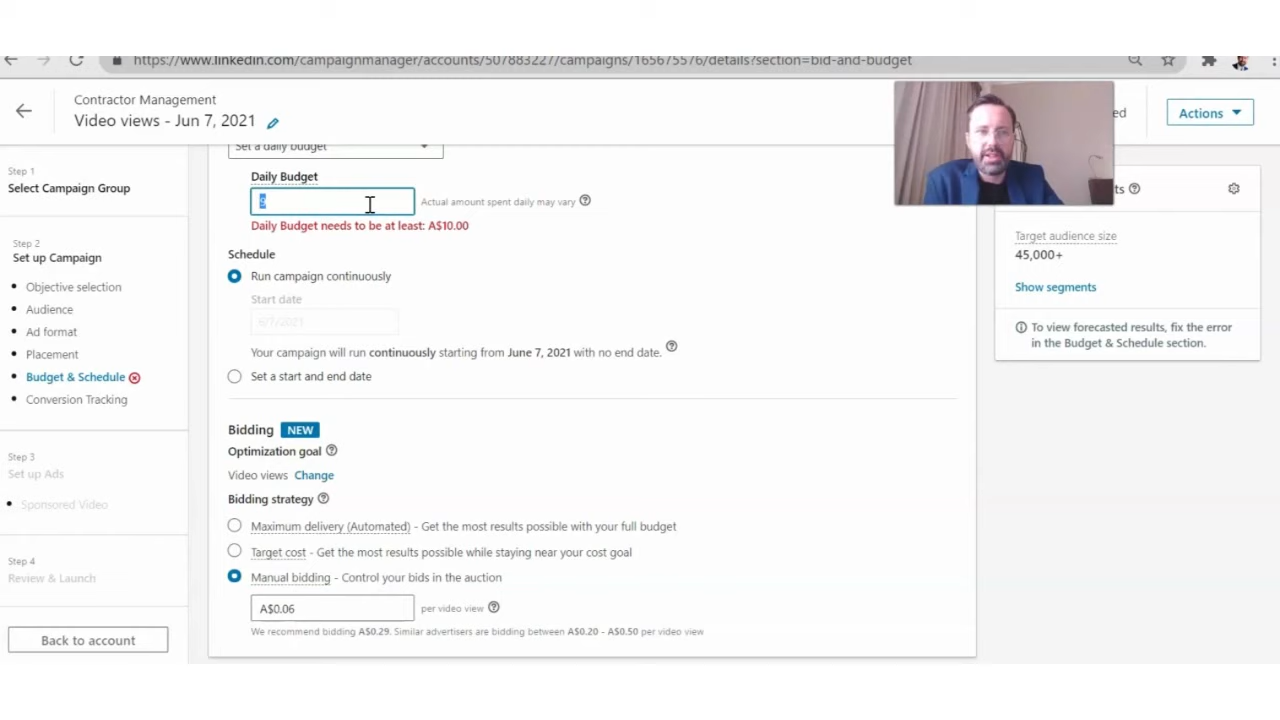 https://www.linkedin.com/campaignmanager/accounts/507883227/campaigns/165675576/details?section=bid-and-budget
Contractor Management
Video views - Jun 7, 2021
Actions
Step 1
Select Campaign Group
Step 2
Set up Campaign
Objective selection
Audience
Ad format
Placement
Budget & Schedule
Conversion Tracking
Step 3
Set up Ads
Sponsored Video
Step 4
Review & Launch
Back to account
Set a daily budget
Daily Budget
Actual amount spent daily may vary
Daily Budget needs to be at least: A$10.00
Schedule
Run campaign continuously
Start date
6/7/2021
Your campaign will run continuously starting from June 7, 2021 with no end date.
Set a start and end date
Bidding NEW
Optimization goal
Video views Change
Bidding strategy
Maximum delivery (Automated) - Get the most results possible with your full budget
Target cost - Get the most results possible while staying near your cost goal
Manual bidding - Control your bids in the auction
A$0.06 per video view
We recommend bidding A$0.29. Similar advertisers are bidding between A$0.20 - A$0.50 per video view
Target audience size
45,000+
Show segments
To view forecasted results, fix the error
in the Budget & Schedule section.